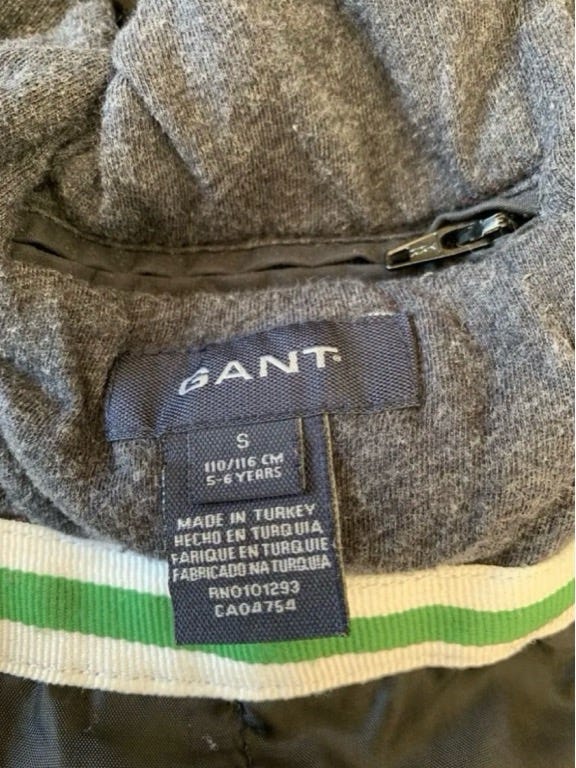 GANT
S
110/116 CM
5-6 YEARS
MADE IN TURKEY
HECHO EN TURQUIA
FARIQUE EN TURQUIE
FABRICADO NA TURQUIA
RN0101293
CA04754